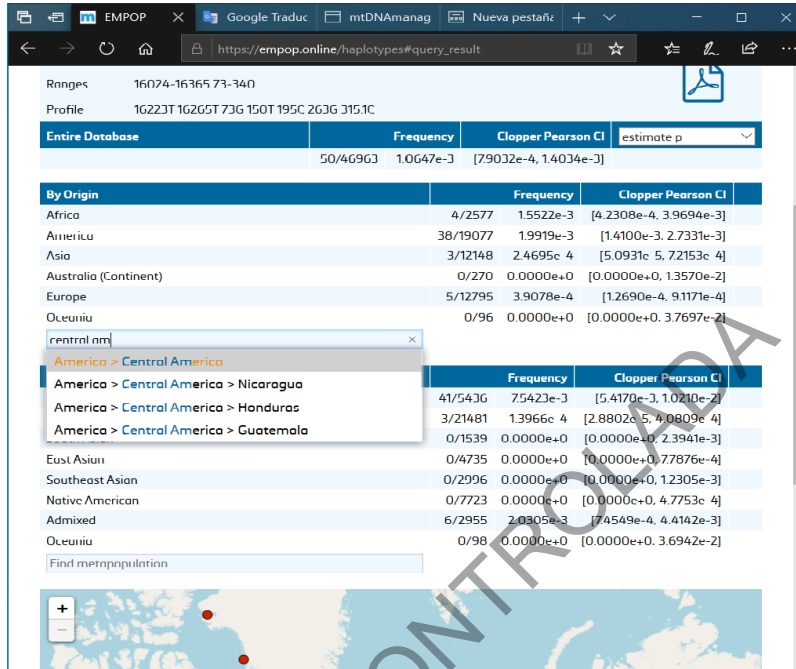 EMPOP
Google Traduc
mtDNAmanag
Nueva pestaña
https://empop.online/haplotypes#query_result
Ranges 16024-16365 73-340
Profile 16223T 16265T 73G 150T 195C 263G 315.1C
Entire Database Frequency Clopper Pearson CI estimate p
50/46963 1.0647e-3 [7.9032e-4, 1.4034e-3]
By Origin Frequency Clopper Pearson CI
Africa 4/2577 1.5522e-3 [4.2308e-4, 3.9694e-3]
America 38/19077 1.9919e-3 [1.4100e-3, 2.7331e-3]
Asia 3/12148 2.4695e-4 [5.0931e-5, 7.2153e-4]
Australia (Continent) 0/270 0.0000e+0 [0.0000e+0, 1.3570e-2]
Europe 5/12795 3.9078e-4 [1.2690e-4, 9.1171e-4]
Oceania 0/96 0.0000e+0 [0.0000e+0, 3.7697e-2]
central am
America > Central America
Frequency Clopper Pearson CI
America > Central America > Nicaragua
41/5436 7.5423e-3 [5.4170e-3, 1.0218e-2]
America > Central America > Honduras
3/21481 1.3966e-4 [2.8802e-5, 4.0809e-4]
America > Central America > Guatemala
0/1539 0.0000e+0 [0.0000e+0, 2.3941e-3]
East Asian 0/4735 0.0000e+0 [0.0000e+0, 7.7876e-4]
Southeast Asian 0/2996 0.0000e+0 [0.0000e+0, 1.2305e-3]
Native American 0/7723 0.0000e+0 [0.0000e+0, 4.7753e-4]
Admixed 6/2955 2.0305e-3 [7.4549e-4, 4.4142e-3]
Oceania 0/98 0.0000e+0 [0.0000e+0, 3.6942e-2]
Find metapopulation
+
−
ONTROLADA